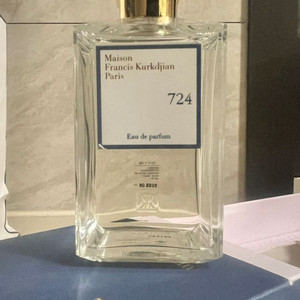 Maison
Francis Kurkdjian
Paris
724
Eau de parfum